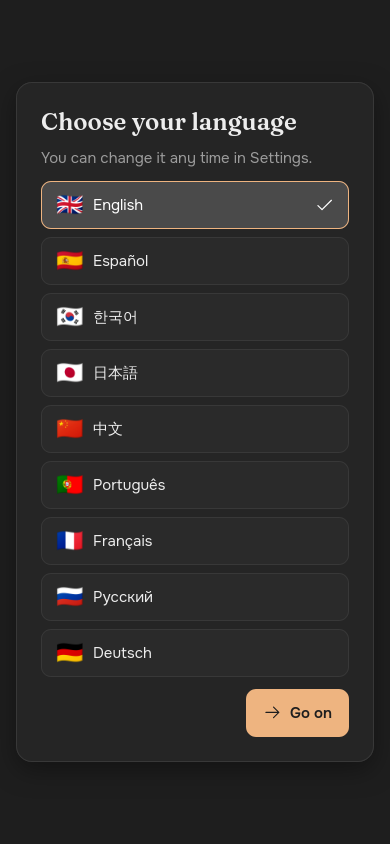 Choose your language
You can change it any time in Settings.
English
Español
한국어
日本語
中文
Português
Français
Русский
Deutsch
Go on